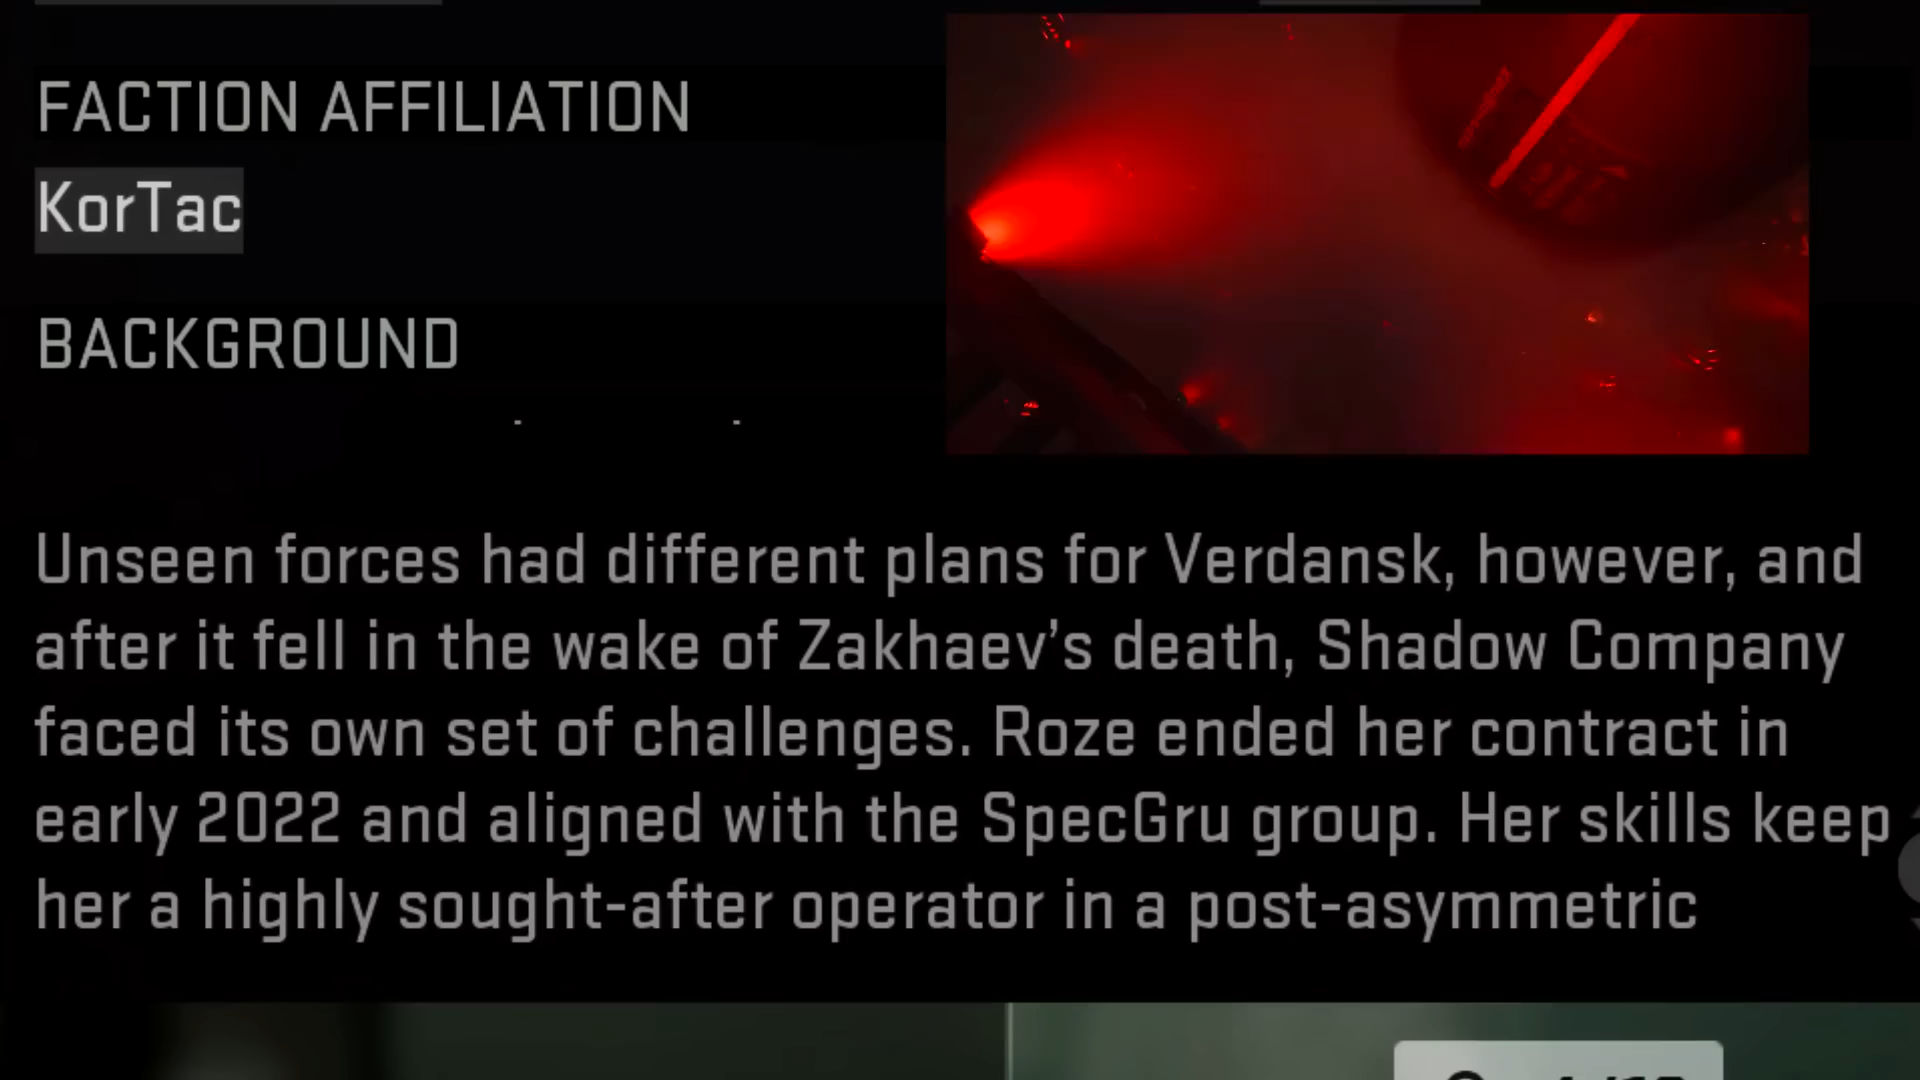 FACTION AFFILIATION
KorTac
BACKGROUND
Unseen forces had different plans for Verdansk, however, and
after it fell in the wake of Zakhaev’s death, Shadow Company
faced its own set of challenges. Roze ended her contract in
early 2022 and aligned with the SpecGru group. Her skills keep
her a highly sought-after operator in a post-asymmetric